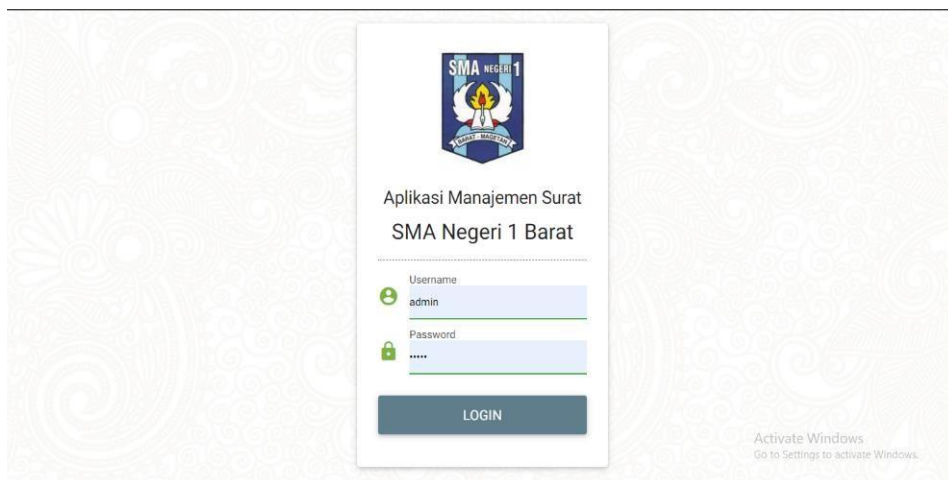 SMA NEGERI 1
BARAT - MAGETAN
Aplikasi Manajemen Surat
SMA Negeri 1 Barat
Username
admin
Password
•••••
LOGIN
Activate Windows
Go to Settings to activate Windows.